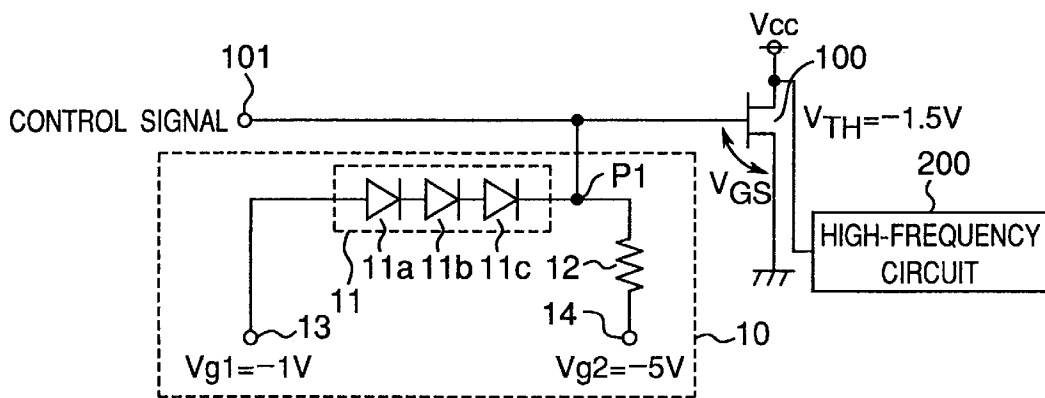 Vcc
101
100
CONTROL SIGNAL
VTH=−1.5V
P1
VGS
200
HIGH-FREQUENCY
CIRCUIT
11a 11b 11c 12
11
13
14
10
Vg1=−1V
Vg2=−5V